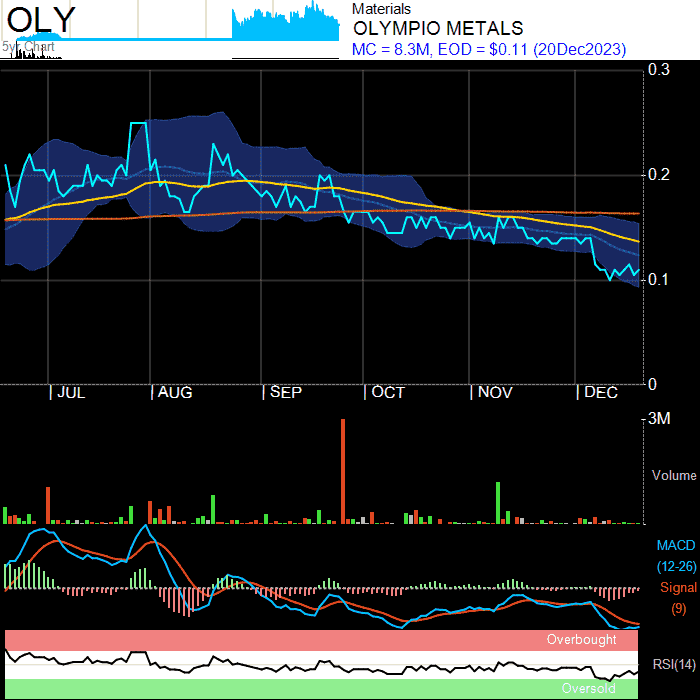 OLY
5yr Chart
Materials
OLYMPIO METALS
MC = 8.3M, EOD = $0.11 (20Dec2023)
0.3
0.2
0.1
0
| JUL | AUG | SEP | OCT | NOV | DEC
3M
Volume
MACD
(12-26)
Signal
(9)
Overbought
RSI(14)
Oversold